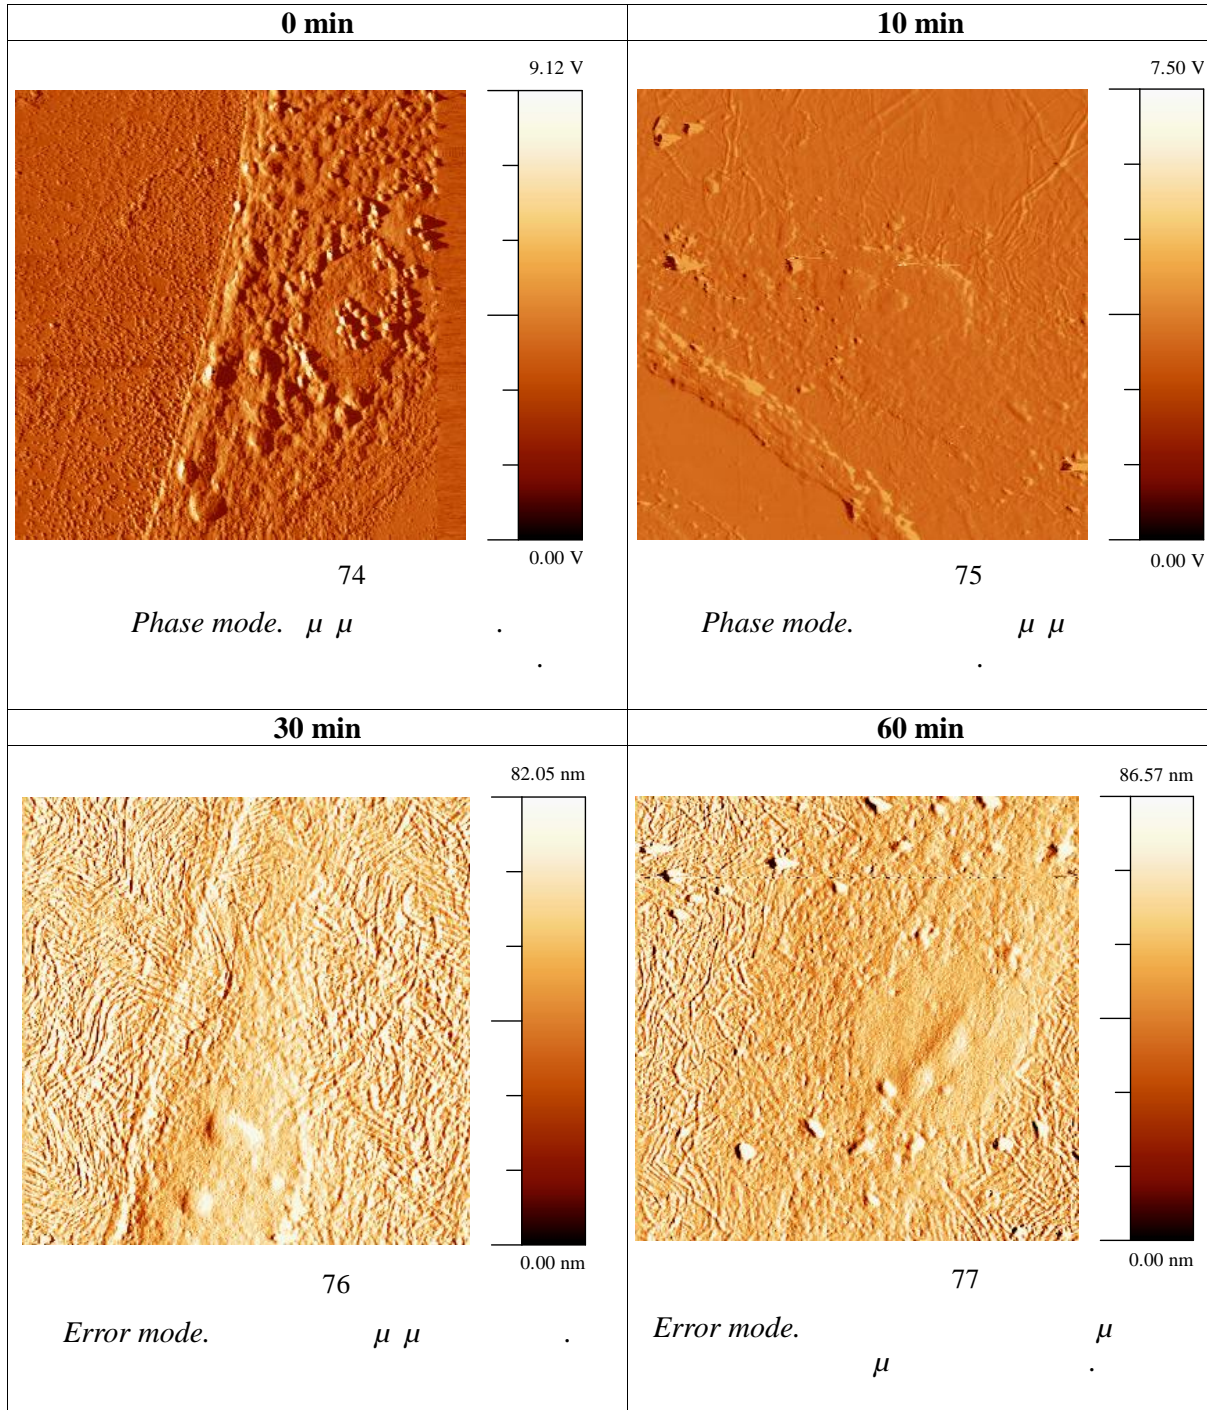 0 min
10 min
9.12 V
0.00 V
7.50 V
0.00 V
74
75
Phase mode. μ μ .
.
Phase mode. μ μ
.
30 min
60 min
82.05 nm
0.00 nm
86.57 nm
0.00 nm
76
77
Error mode. μ μ .
Error mode. μ
μ .